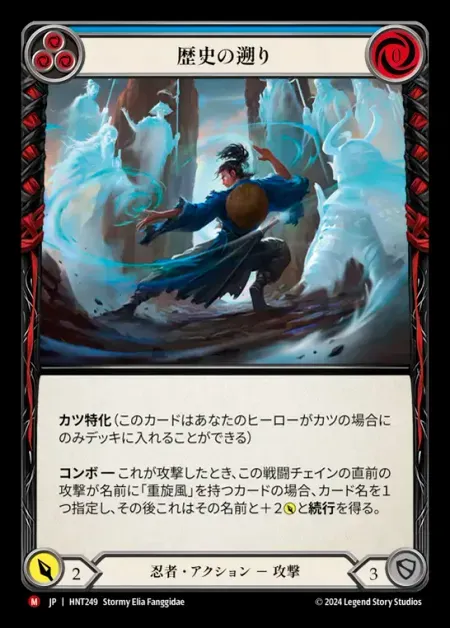 0
歴史の遡り
カツ特化(このカードはあなたのヒーローがカツの場合に
のみデッキに入れることができる)
コンボー これが攻撃したとき、この戦闘チェインの直前の
攻撃が名前に「重旋風」を持つカードの場合、カード名を1
つ指定し、その後これはその名前と+2と続行を得る。
2
忍者・アクション － 攻撃
3
M JP | HNT249 Stormy Elia Fanggidae
© 2024 Legend Story Studios